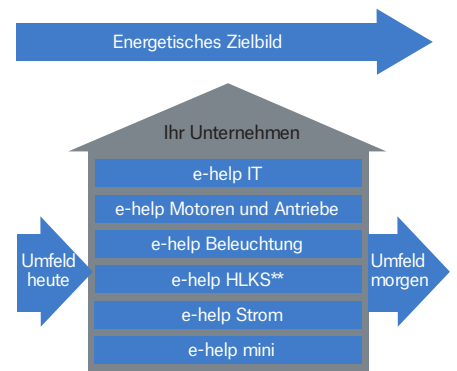 Energetisches Zielbild
Ihr Unternehmen
e-help IT
e-help Motoren und Antriebe
e-help Beleuchtung
e-help HLKS**
e-help Strom
e-help mini
Umfeld
heute
Umfeld
morgen